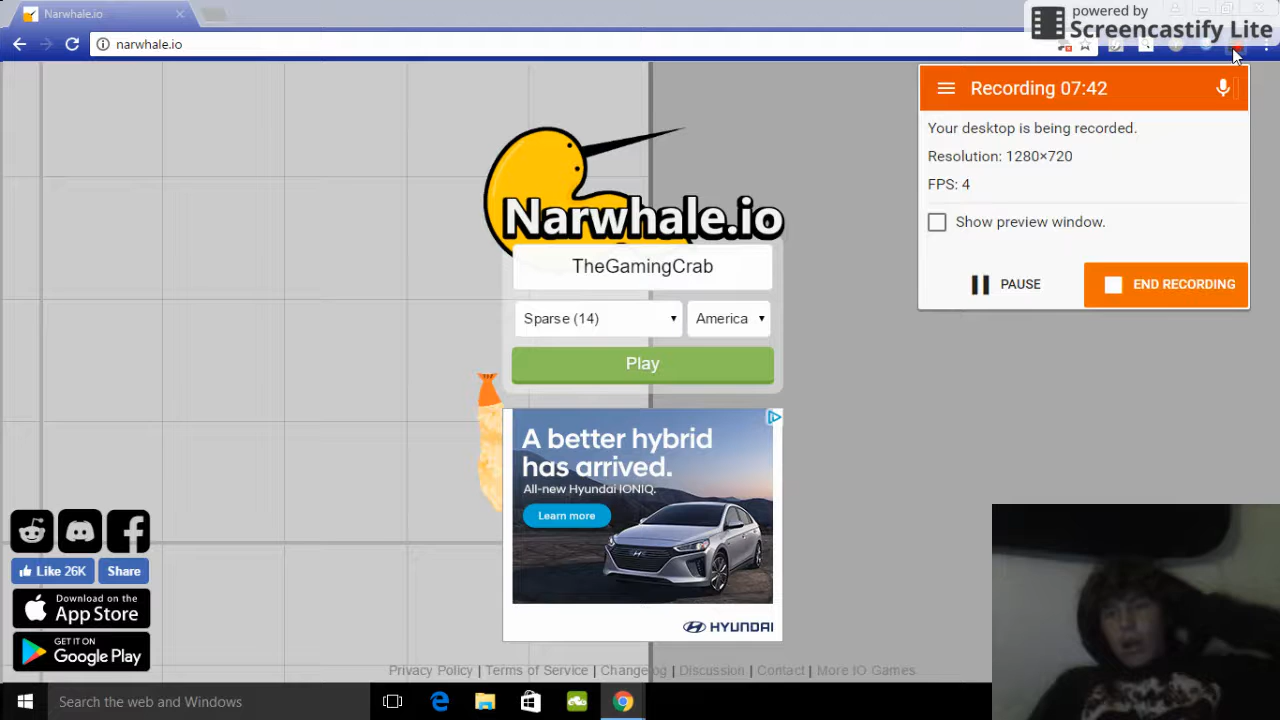 Narwhale.io
powered by
Screencastify Lite
narwhale.io
Recording 07:42
Your desktop is being recorded.
Resolution: 1280×720
FPS: 4
Show preview window.
PAUSE
END RECORDING
Narwhale.io
TheGamingCrab
Sparse (14)
America
Play
A better hybrid
has arrived.
All-new Hyundai IONIQ.
Learn more
HYUNDAI
Like 26K
Share
Download on the
App Store
GET IT ON
Google Play
Privacy Policy | Terms of Service | Changelog | Discussion | Contact | More IO Games
Search the web and Windows